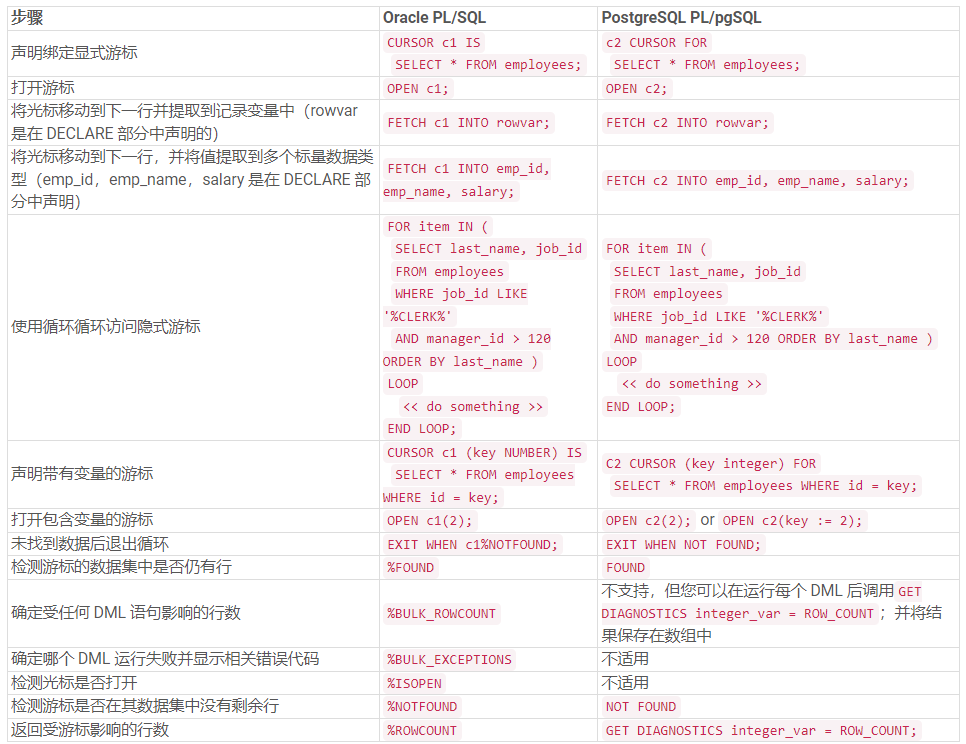 步骤 Oracle PL/SQL PostgreSQL PL/pgSQL
声明绑定显式游标
CURSOR c1 IS
SELECT * FROM employees;
c2 CURSOR FOR
SELECT * FROM employees;
打开游标 OPEN c1; OPEN c2;
将光标移动到下一行并提取到记录变量中（rowvar
是在 DECLARE 部分中声明的）
FETCH c1 INTO rowvar;
FETCH c2 INTO rowvar;
将光标移动到下一行，并将值提取到多个标量数据类
型（emp_id，emp_name，salary 是在 DECLARE 部
分中声明）
FETCH c1 INTO emp_id,
emp_name, salary;
FETCH c2 INTO emp_id, emp_name, salary;
使用循环循环访问隐式游标
FOR item IN (
SELECT last_name, job_id
FROM employees
WHERE job_id LIKE
'%CLERK%'
AND manager_id > 120
ORDER BY last_name )
LOOP
<< do something >>
END LOOP;
FOR item IN (
SELECT last_name, job_id
FROM employees
WHERE job_id LIKE '%CLERK%'
AND manager_id > 120 ORDER BY last_name )
LOOP
<< do something >>
END LOOP;
声明带有变量的游标
CURSOR c1 (key NUMBER) IS
SELECT * FROM employees
WHERE id = key;
C2 CURSOR (key integer) FOR
SELECT * FROM employees WHERE id = key;
打开包含变量的游标 OPEN c1(2); OPEN c2(2); or OPEN c2(key := 2);
未找到数据后退出循环 EXIT WHEN c1%NOTFOUND; EXIT WHEN NOT FOUND;
检测游标的数据集中是否仍有行 %FOUND FOUND
确定受任何 DML 语句影响的行数
%BULK_ROWCOUNT
不支持，但您可以在运行每个 DML 后调用 GET
DIAGNOSTICS integer_var = ROW_COUNT；并将结
果保存在数组中
确定哪个 DML 运行失败并显示相关错误代码 %BULK_EXCEPTIONS 不适用
检测光标是否打开 %ISOPEN 不适用
检测游标是否在其数据集中没有剩余行 %NOTFOUND NOT FOUND
返回受游标影响的行数 %ROWCOUNT GET DIAGNOSTICS integer_var = ROW_COUNT;